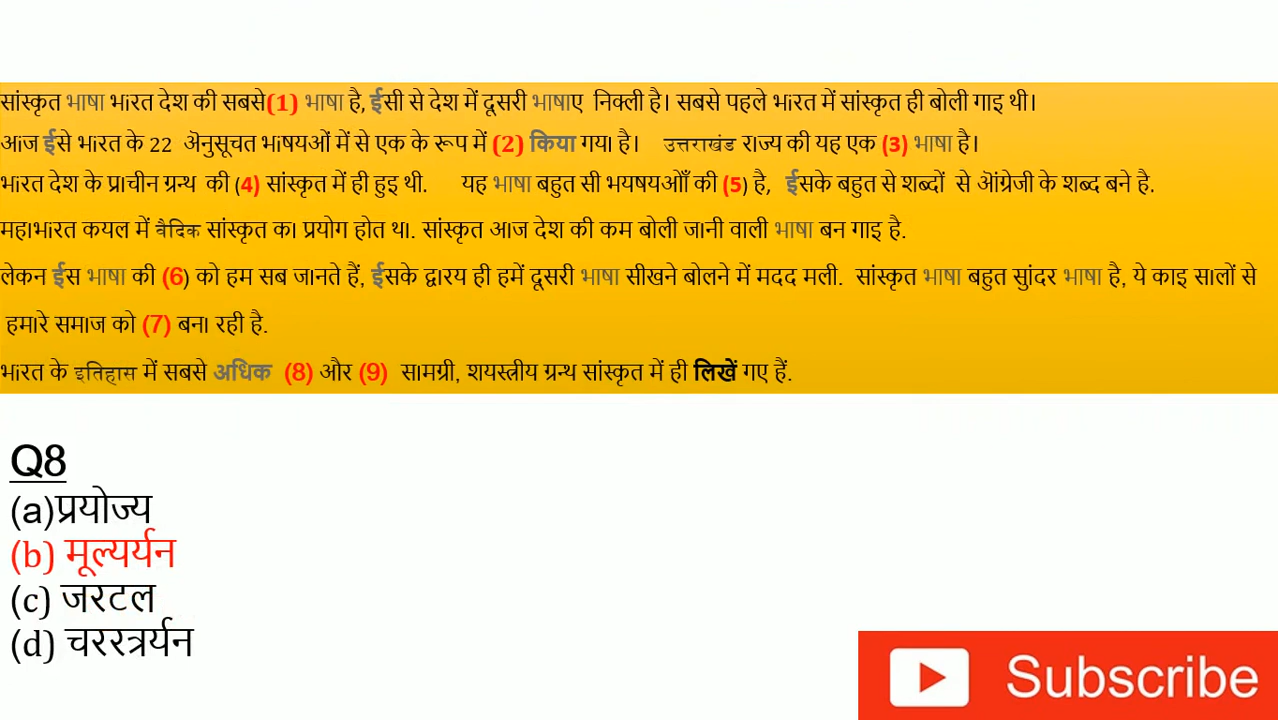 सांस्कृत भाषा भारत देश की सबसे(1) भाषा है, ईसी से देश में दूसरी भाषाए निक्ली है। सबसे पहले भारत में सांस्कृत ही बोली गाइ थी।
आज ईसे भारत के 22 ऄनुसूचत भाषयओं में से एक के रूप में (2) किया गया है। उत्तराखंड राज्य की यह एक (3) भाषा है।
भारत देश के प्राचीन ग्रन्थ की (4) सांस्कृत में ही हुइ थी. यह भाषा बहुत सी भयषयओँ की (5) है, ईसके बहुत से शब्दों से ऄांग्रेजी के शब्द बने है.
महाभारत कयल में वैदिक सांस्कृत का प्रयोग होत था. सांस्कृत आज देश की कम बोली जानी वाली भाषा बन गाइ है.
लेकन ईस भाषा की (6) को हम सब जानते हैं, ईसके द्वारय ही हमें दूसरी भाषा सीखने बोलने में मदद मली. सांस्कृत भाषा बहुत सुांदर भाषा है, ये काइ सालों से
हमारे समाज को (7) बना रही है.
भारत के इतिहास में सबसे अधिक (8) और (9) सामग्री, शयस्त्रीय ग्रन्थ सांस्कृत में ही लिखें गए हैं.
Q8
(a)प्रयोज्य
(b) मूल्यर्यन
(c) जरटल
(d) चररत्रर्यन
Subscribe